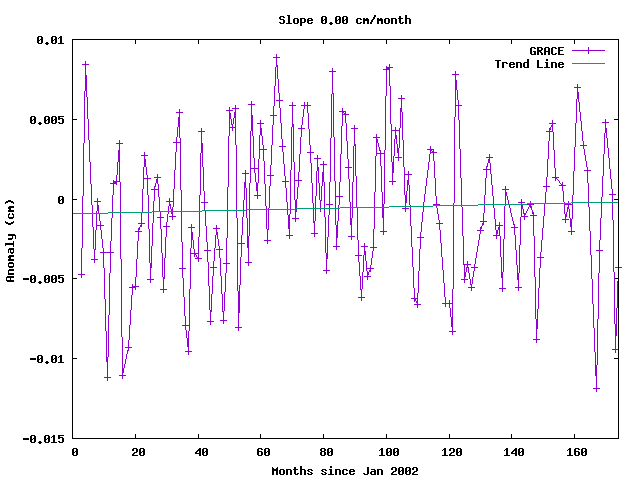 Slope 0.00 cm/month
0.01
GRACE
Trend Line
0.005
0
Anomaly (cm)
-0.005
-0.01
-0.015
0 20 40 60 80 100 120 140 160
Months since Jan 2002